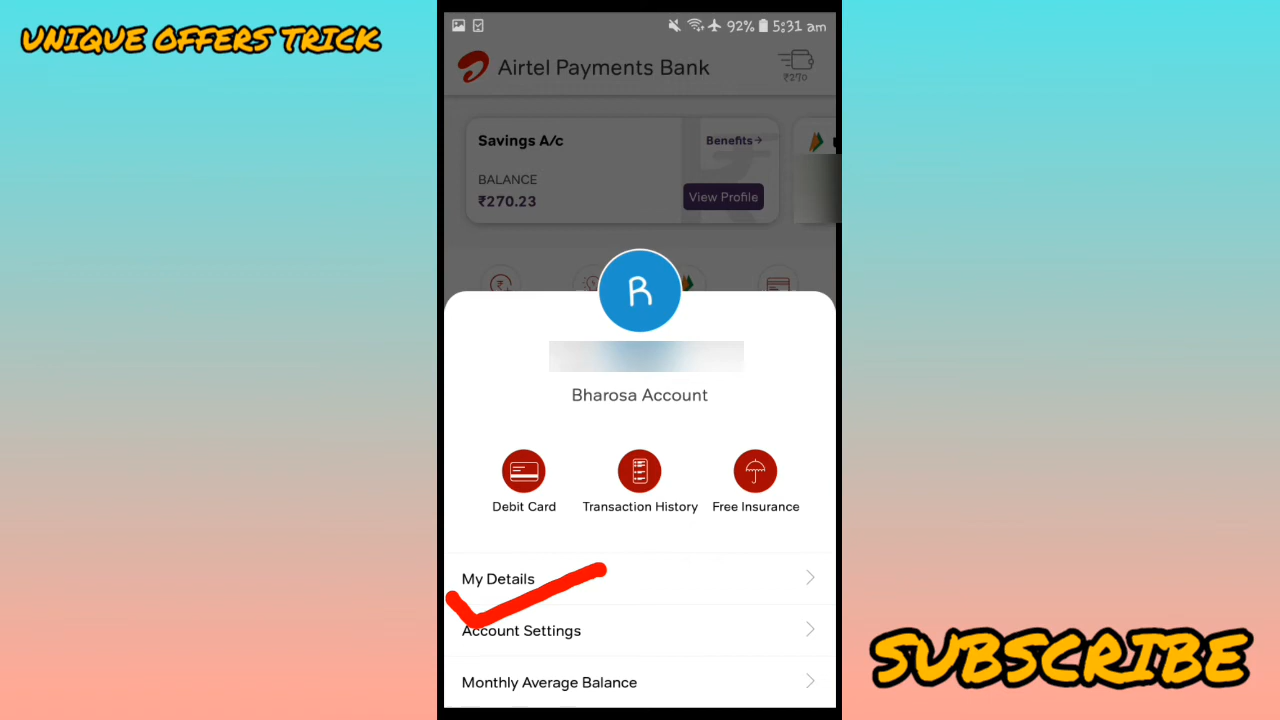 UNIQUE OFFERS TRICK
92% 5:31 am
Airtel Payments Bank
₹270
Savings A/c
Benefits
BALANCE
₹270.23
View Profile
R
Bharosa Account
Debit Card
Transaction History
Free Insurance
My Details
Account Settings
Monthly Average Balance
SUBSCRIBE